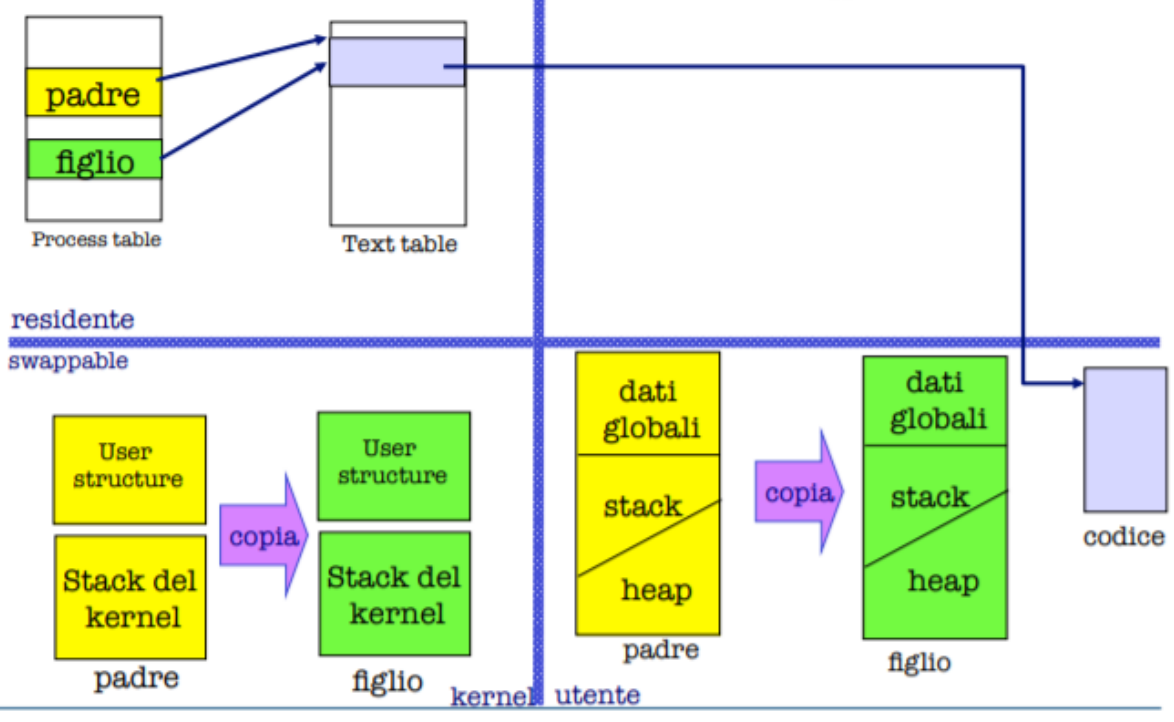 padre
figlio
Process table
Text table
residente
swappable
User
structure
Stack del
kernel
padre
copia
User
structure
Stack del
kernel
figlio
kernel
utente
dati
globali
stack
heap
padre
copia
dati
globali
stack
heap
figlio
codice